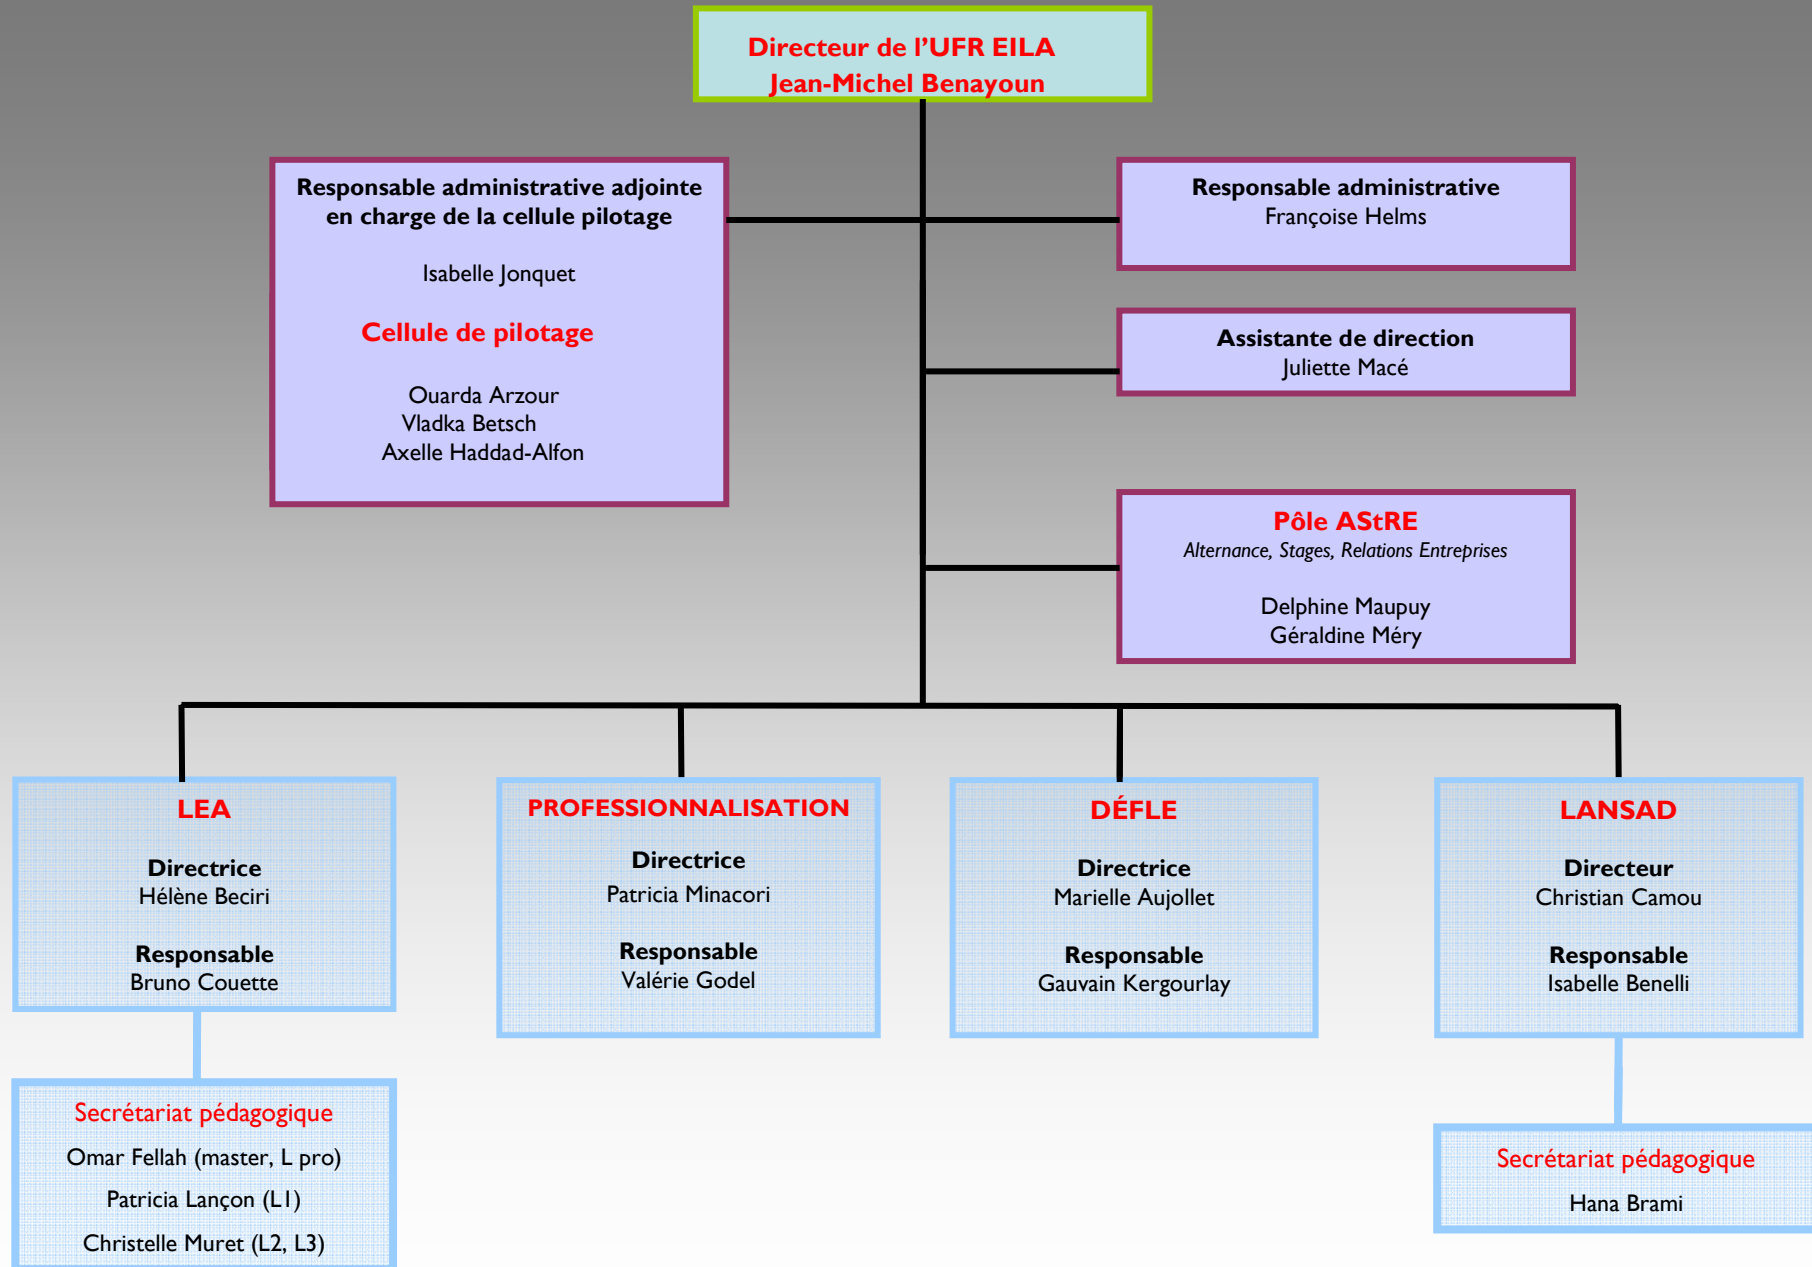 Directeur de l’UFR EILA
Jean-Michel Benayoun
Responsable administrative adjointe
en charge de la cellule pilotage
Isabelle Jonquet
Cellule de pilotage
Ouarda Arzour
Vladka Betsch
Axelle Haddad-Alfon
Responsable administrative
Françoise Helms
Assistante de direction
Juliette Macé
Pôle AStRE
Alternance, Stages, Relations Entreprises
Delphine Maupuy
Géraldine Méry
LEA
Directrice
Hélène Beciri
Responsable
Bruno Couette
Secrétariat pédagogique
Omar Fellah (master, L pro)
Patricia Lançon (L1)
Christelle Muret (L2, L3)
PROFESSIONNALISATION
Directrice
Patricia Minacori
Responsable
Valérie Godel
DÉFLE
Directrice
Marielle Aujollet
Responsable
Gauvain Kergourlay
LANSAD
Directeur
Christian Camou
Responsable
Isabelle Benelli
Secrétariat pédagogique
Hana Brami